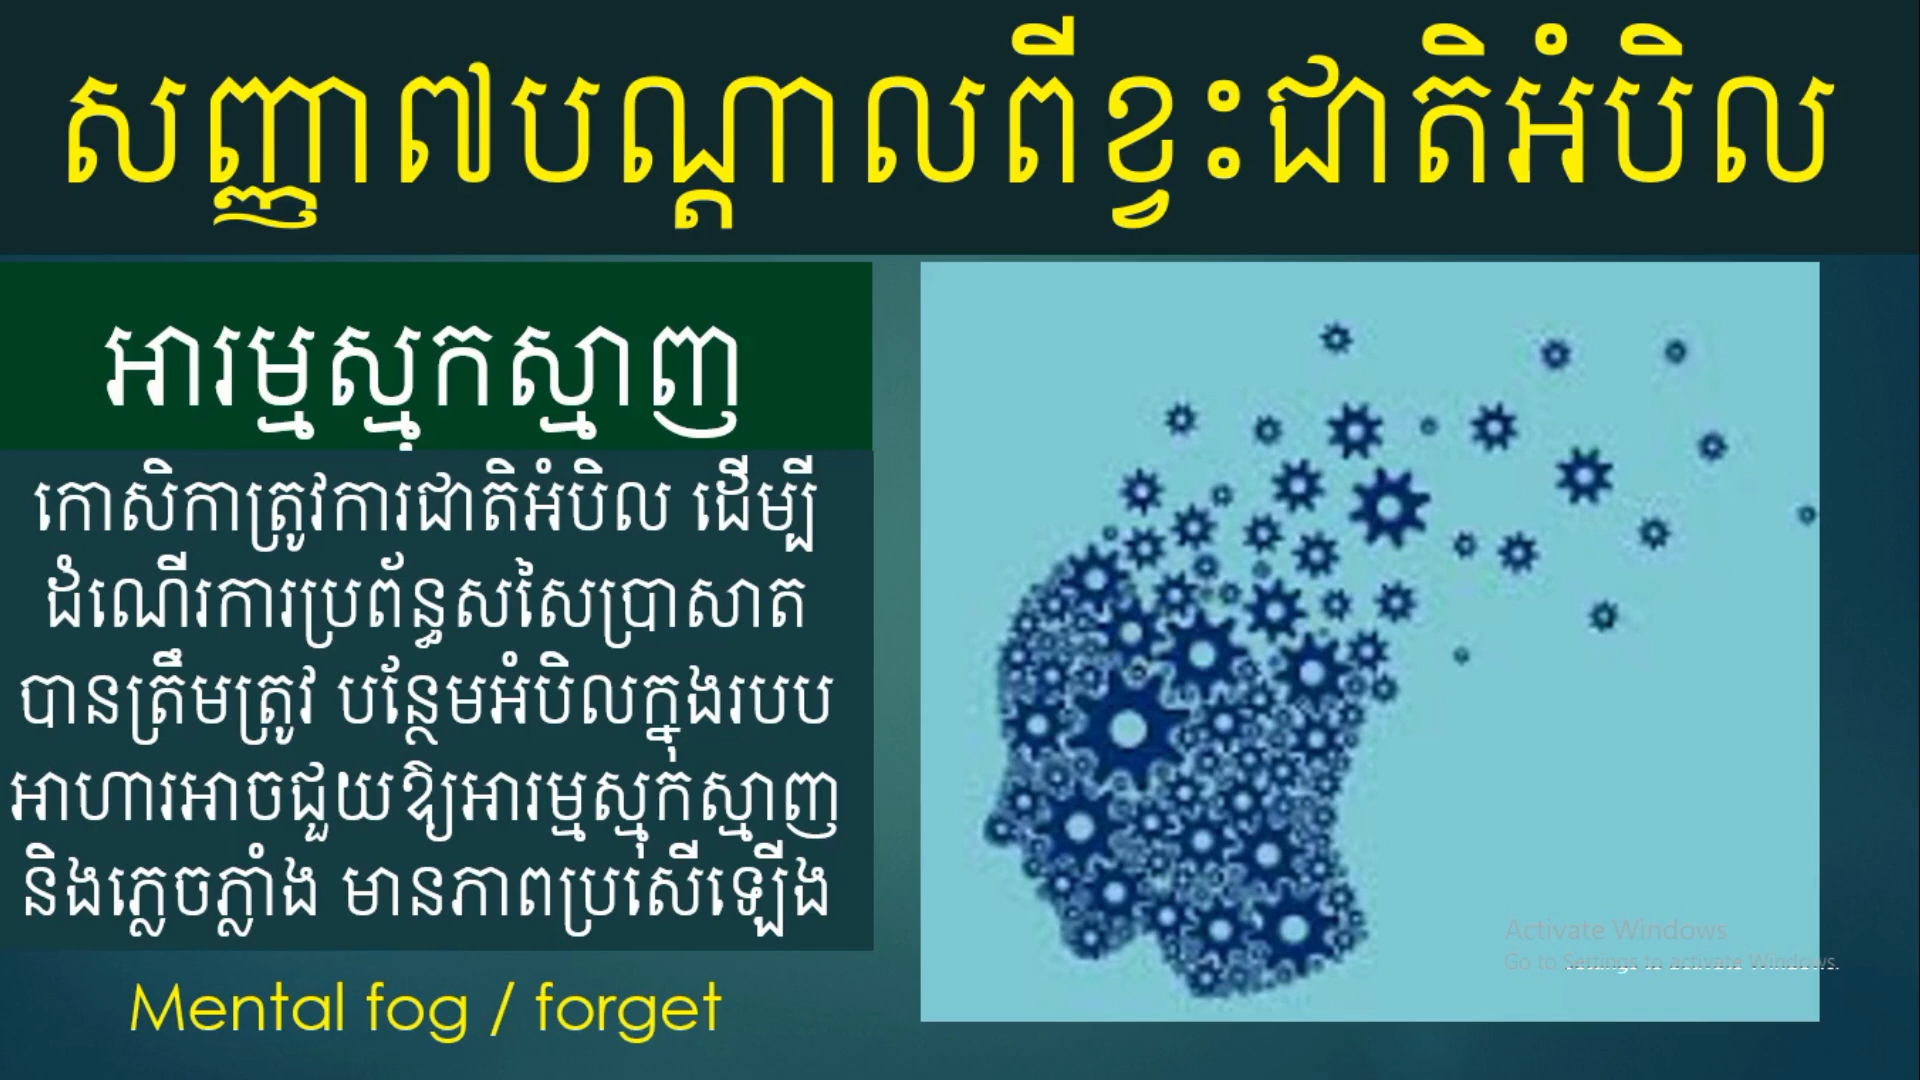 សញ្ញា៧បណ្ដាលពីខ្វះជាតិអំបិល
អារម្មស្មុកស្មាញ
កោសិកាត្រូវការជាតិអំបិល ដើម្បី
ដំណើរការប្រព័ន្ធសសៃប្រាសាត
បានត្រឹមត្រូវ បន្ថែមអំបិលក្នុងរបប
អាហារអាចជួយឱ្យអារម្មស្មុកស្មាញ
និងភ្លេចភ្លាំង មានភាពប្រសើឡើង
Mental fog / forget
Activate Windows
Go to Settings to activate Windows.